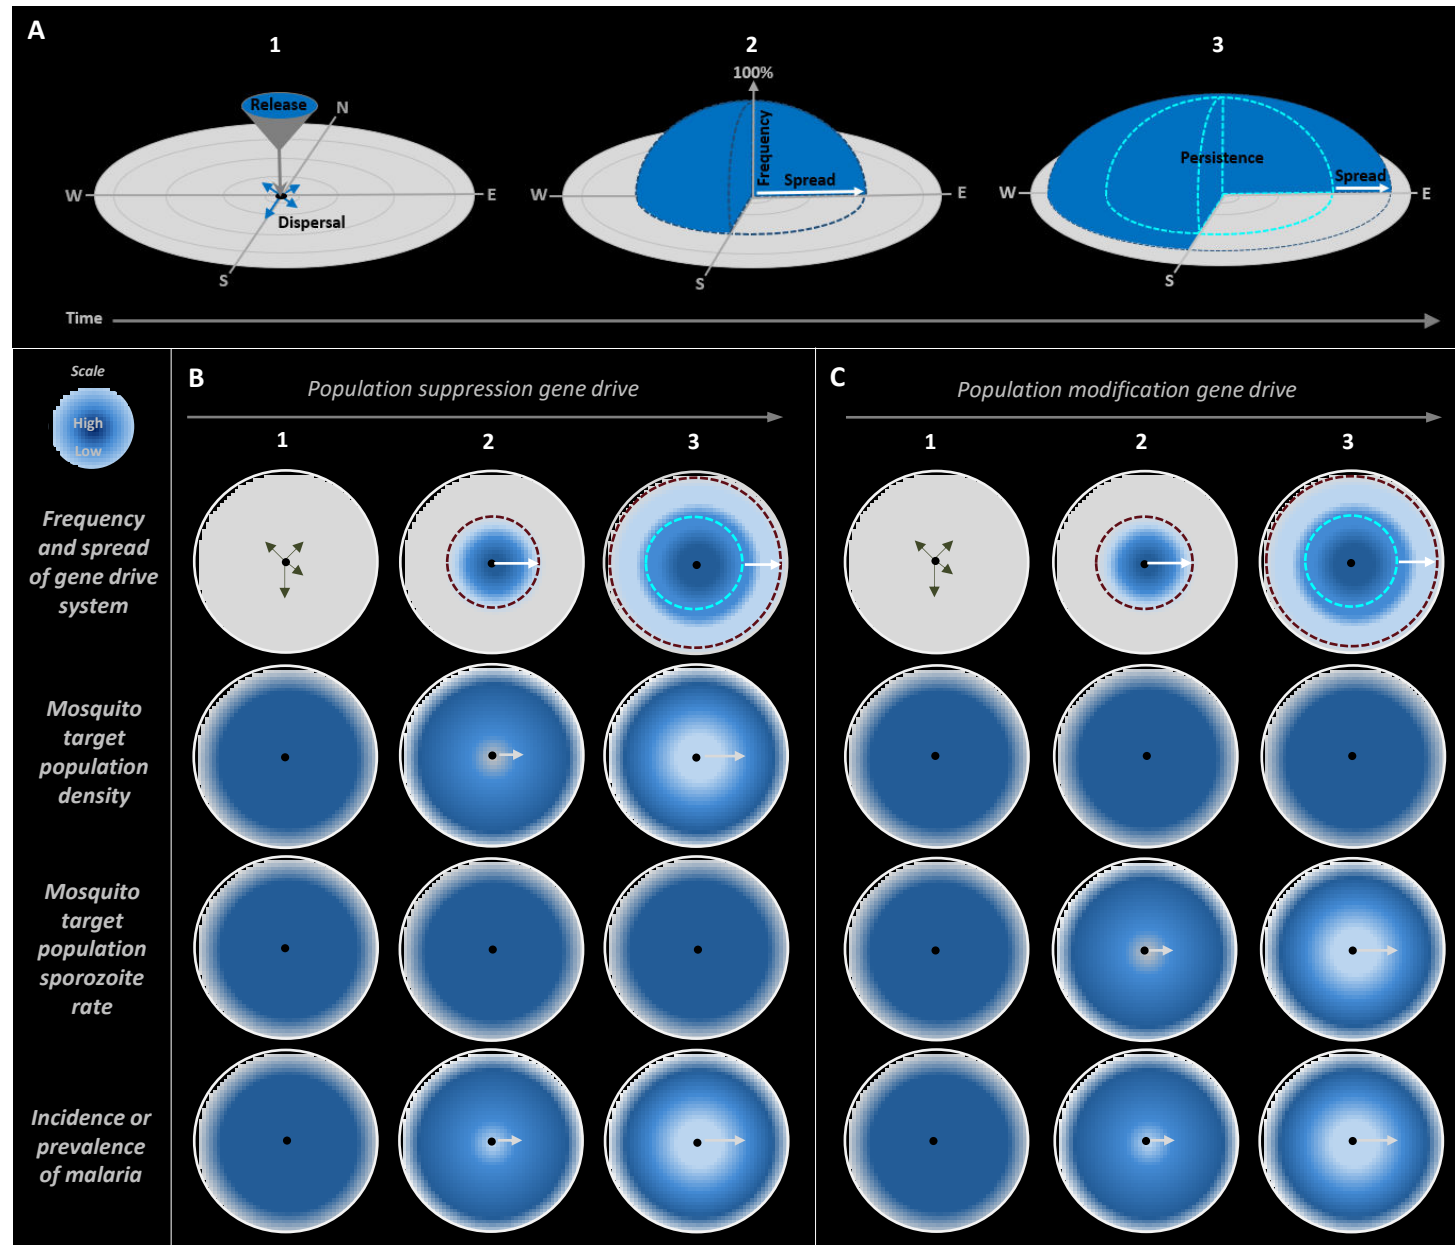 A
1
2
3
Release
N
W
E
Dispersal
S
100%
Frequency
Spread
W
E
S
Persistence
Spread
W
E
S
Time
Scale
High
Low
B
Population suppression gene drive
1
2
3
C
Population modification gene drive
1
2
3
Frequency
and spread
of gene drive
system
Mosquito
target
population
density
Mosquito
target
population
sporozoite
rate
Incidence or
prevalence
of malaria